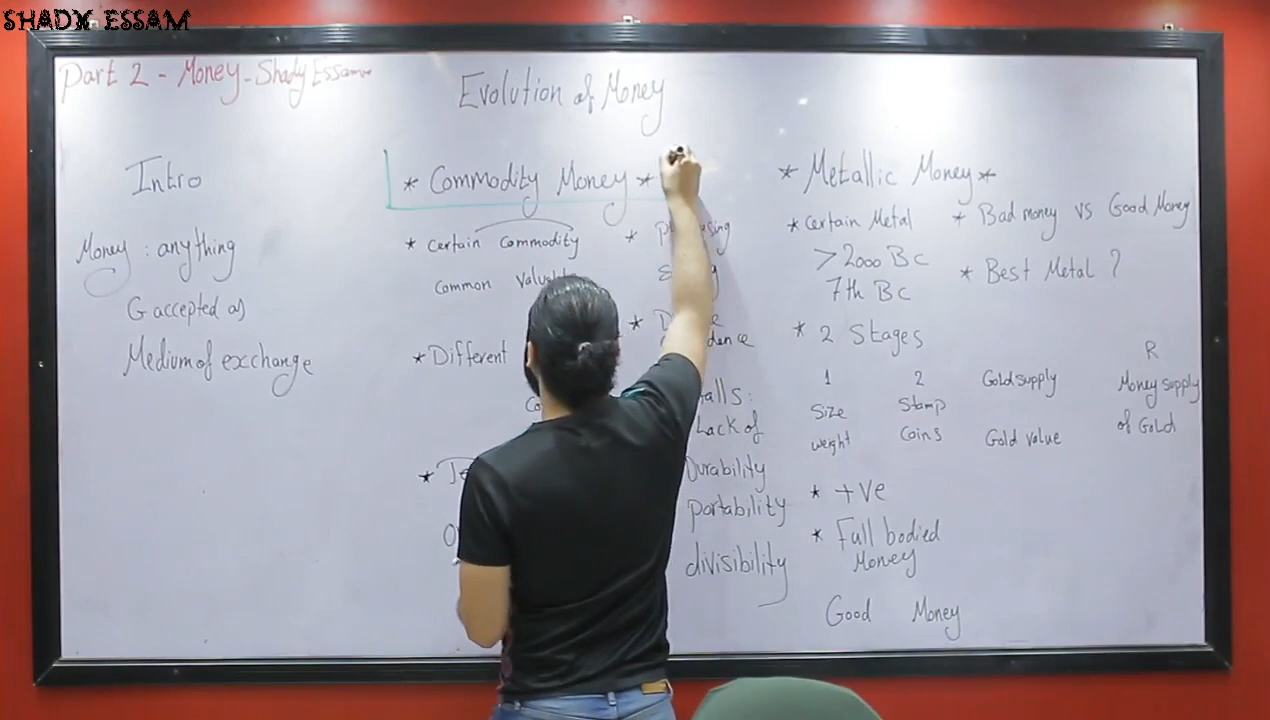 SHADX ESSAM
Part 2 - Money - Shady Essam
Evolution of Money
Intro
Money : anything
G accepted as
Medium of exchange
* Commodity Money *
* Certain Commodity
Common
* Different
*
*
*
Lack of
Durability
portability
divisibility
* Metallic Money *
* Certain Metal
> 2000 BC
7th BC
* 2 Stages
1 2
Size Stamp
weight Coins
* +ve
* Full bodied
Money
Good Money
* Bad money vs Good Money
* Best Metal ?
Gold supply
Gold value
R
Money supply
of Gold